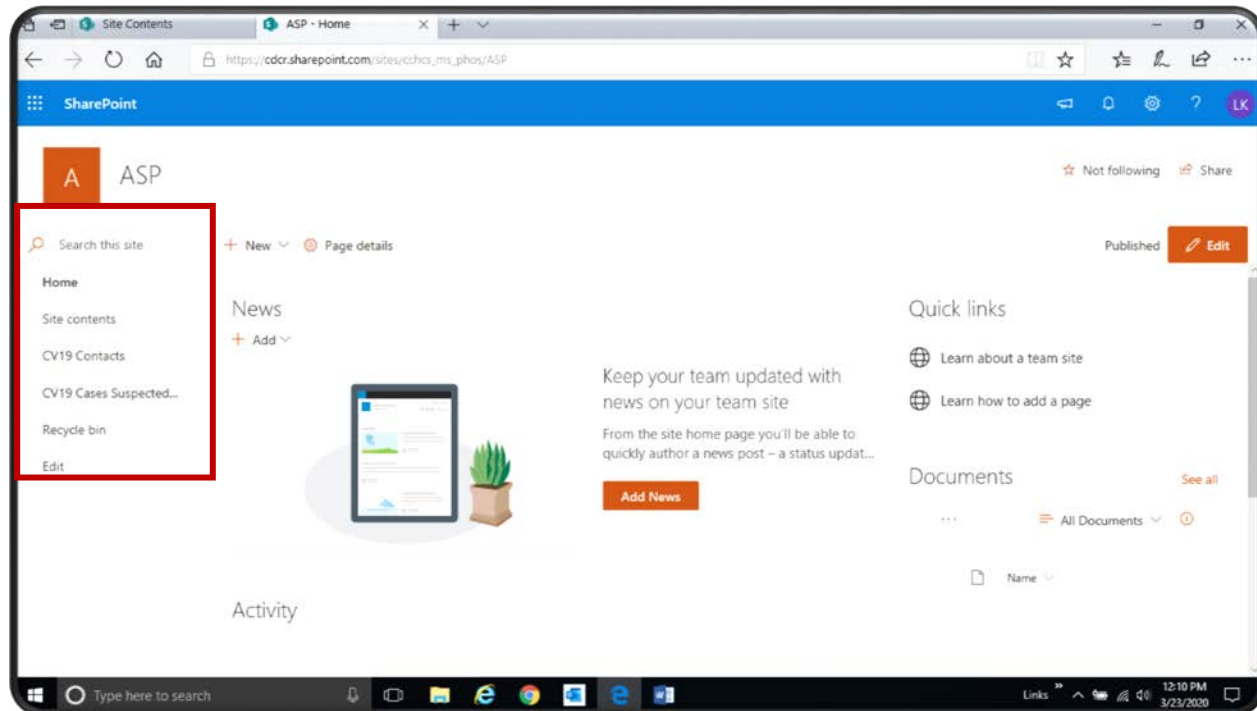 Site Contents
ASP - Home
https://cdcr.sharepoint.com/sites/cchcs_ms_phos/ASP
SharePoint
LK
A
ASP
Not following
Share
Search this site
New
Page details
Published
Edit
Home
Site contents
CV19 Contacts
CV19 Cases Suspected...
Recycle bin
Edit
News
Add
Keep your team updated with
news on your team site
From the site home page you'll be able to
quickly author a news post – a status updat...
Add News
Quick links
Learn about a team site
Learn how to add a page
Documents
See all
All Documents
Name
Activity
Type here to search
Links
12:10 PM
3/23/2020